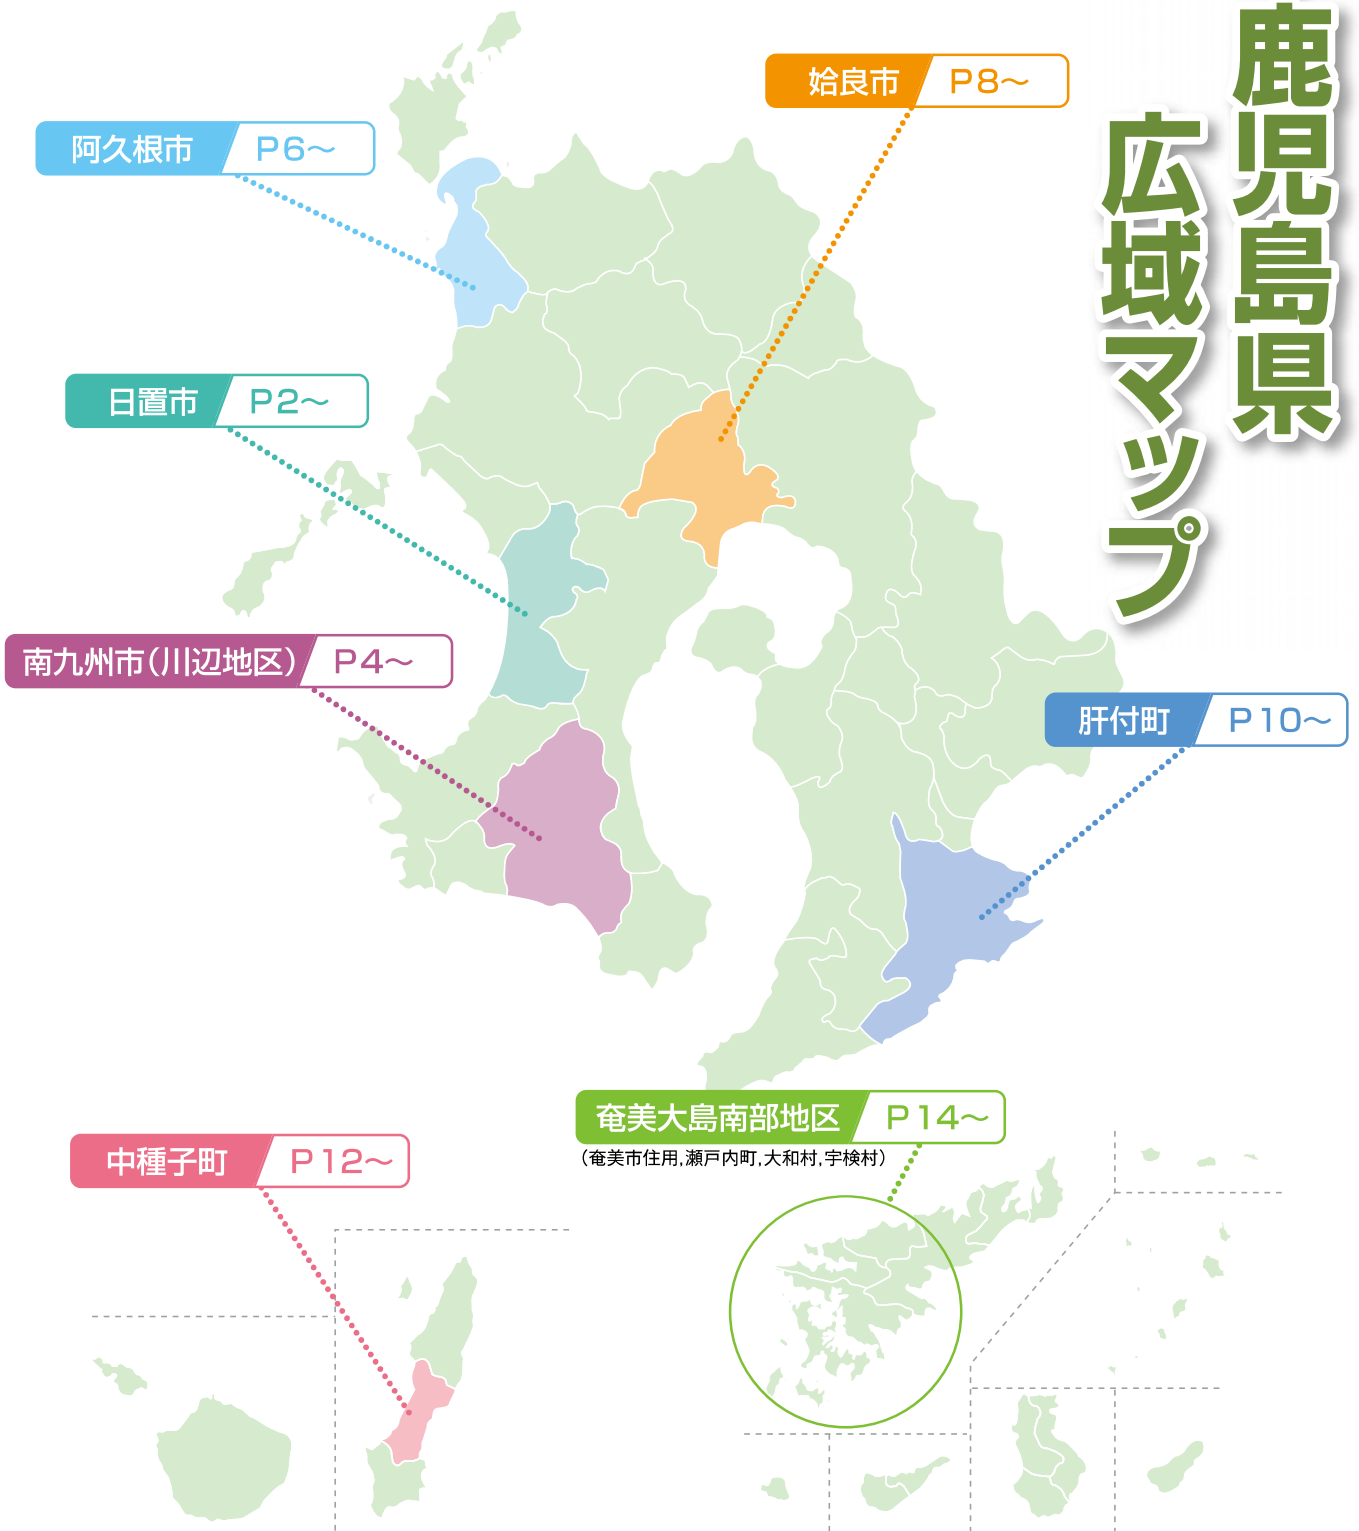 鹿児島県
広域マップ
姶良市 P8～
阿久根市 P6～
日置市 P2～
南九州市（川辺地区） P4～
肝付町 P10～
奄美大島南部地区 P14～
（奄美市住用,瀬戸内町,大和村,宇検村）
中種子町 P12～